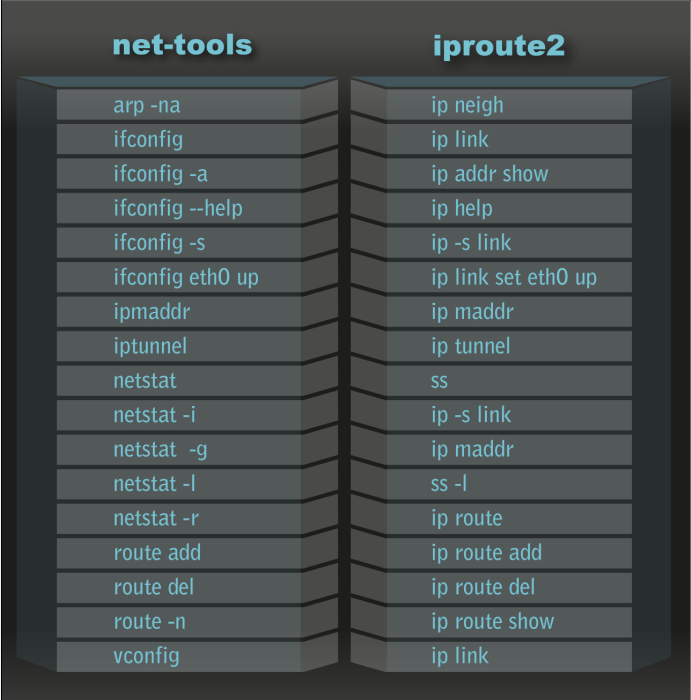 net-tools iproute2
arp -na ip neigh
ifconfig ip link
ifconfig -a ip addr show
ifconfig --help ip help
ifconfig -s ip -s link
ifconfig eth0 up ip link set eth0 up
ipmaddr ip maddr
iptunnel ip tunnel
netstat ss
netstat -i ip -s link
netstat  -g ip maddr
netstat -l ss -l
netstat -r ip route
route add ip route add
route del ip route del
route -n ip route show
vconfig ip link